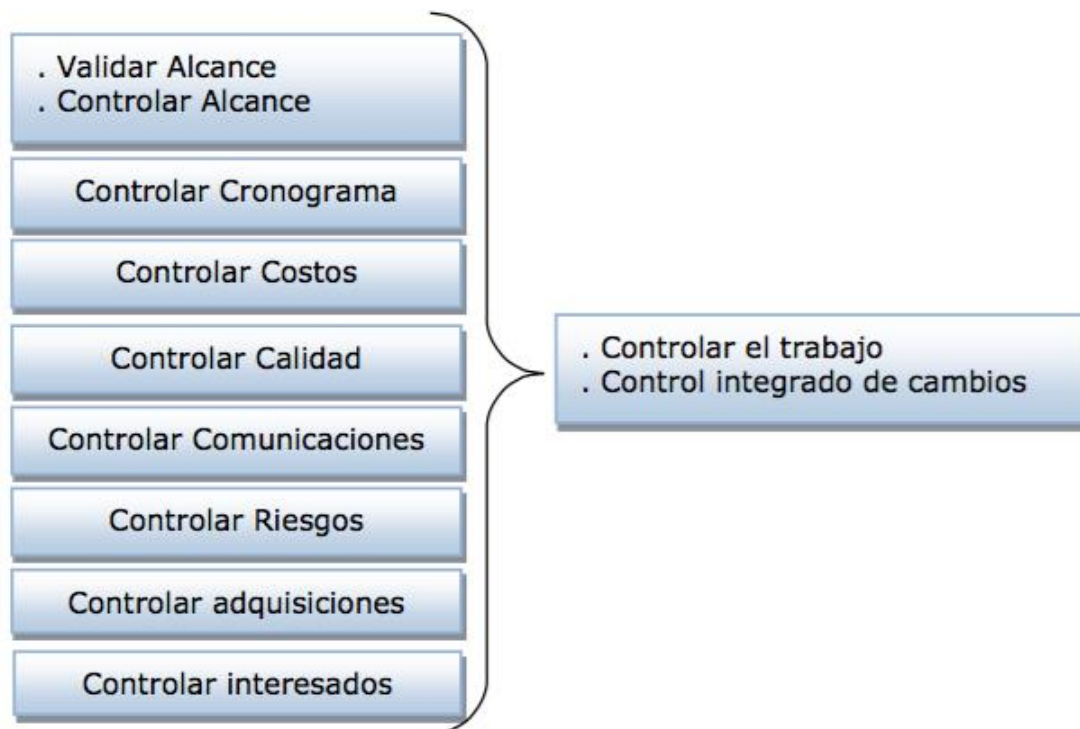 . Validar Alcance
. Controlar Alcance
Controlar Cronograma
Controlar Costos
Controlar Calidad
Controlar Comunicaciones
Controlar Riesgos
Controlar adquisiciones
Controlar interesados
. Controlar el trabajo
. Control integrado de cambios